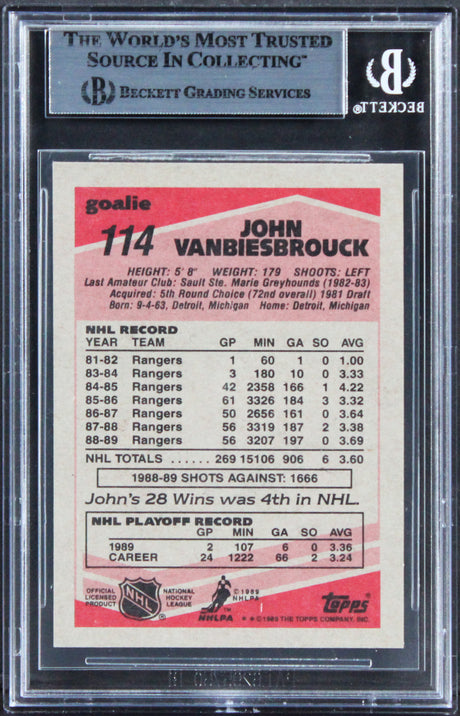 THE WORLD'S MOST TRUSTED
SOURCE IN COLLECTING™
B BECKETT GRADING SERVICES
B BECKETT®
goalie
114
JOHN
VANBIESBROUCK
HEIGHT: 5' 8" WEIGHT: 179 SHOOTS: LEFT
Last Amateur Club: Sault Ste. Marie Greyhounds (1982-83)
Acquired: 5th Round Choice (72nd overall) 1981 Draft
Born: 9-4-63, Detroit, Michigan Home: Detroit, Michigan
NHL RECORD
YEAR TEAM GP MIN GA SO AVG
81-82 Rangers 1 60 1 0 1.00
83-84 Rangers 3 180 10 0 3.33
84-85 Rangers 42 2358 166 1 4.22
85-86 Rangers 61 3326 184 3 3.32
86-87 Rangers 50 2656 161 0 3.64
87-88 Rangers 56 3319 187 2 3.38
88-89 Rangers 56 3207 197 0 3.69
NHL TOTALS ...... 269 15106 906 6 3.60
1988-89 SHOTS AGAINST: 1666
John's 28 Wins was 4th in NHL.
NHL PLAYOFF RECORD
GP MIN GA SO AVG
1989 2 107 6 0 3.36
CAREER 24 1222 66 2 3.24
OFFICIAL LICENSED PRODUCT
NHL
NATIONAL HOCKEY LEAGUE
NHLPA™
©1989 NHLPA
Topps®
* * ©1989 THE TOPPS COMPANY, INC.